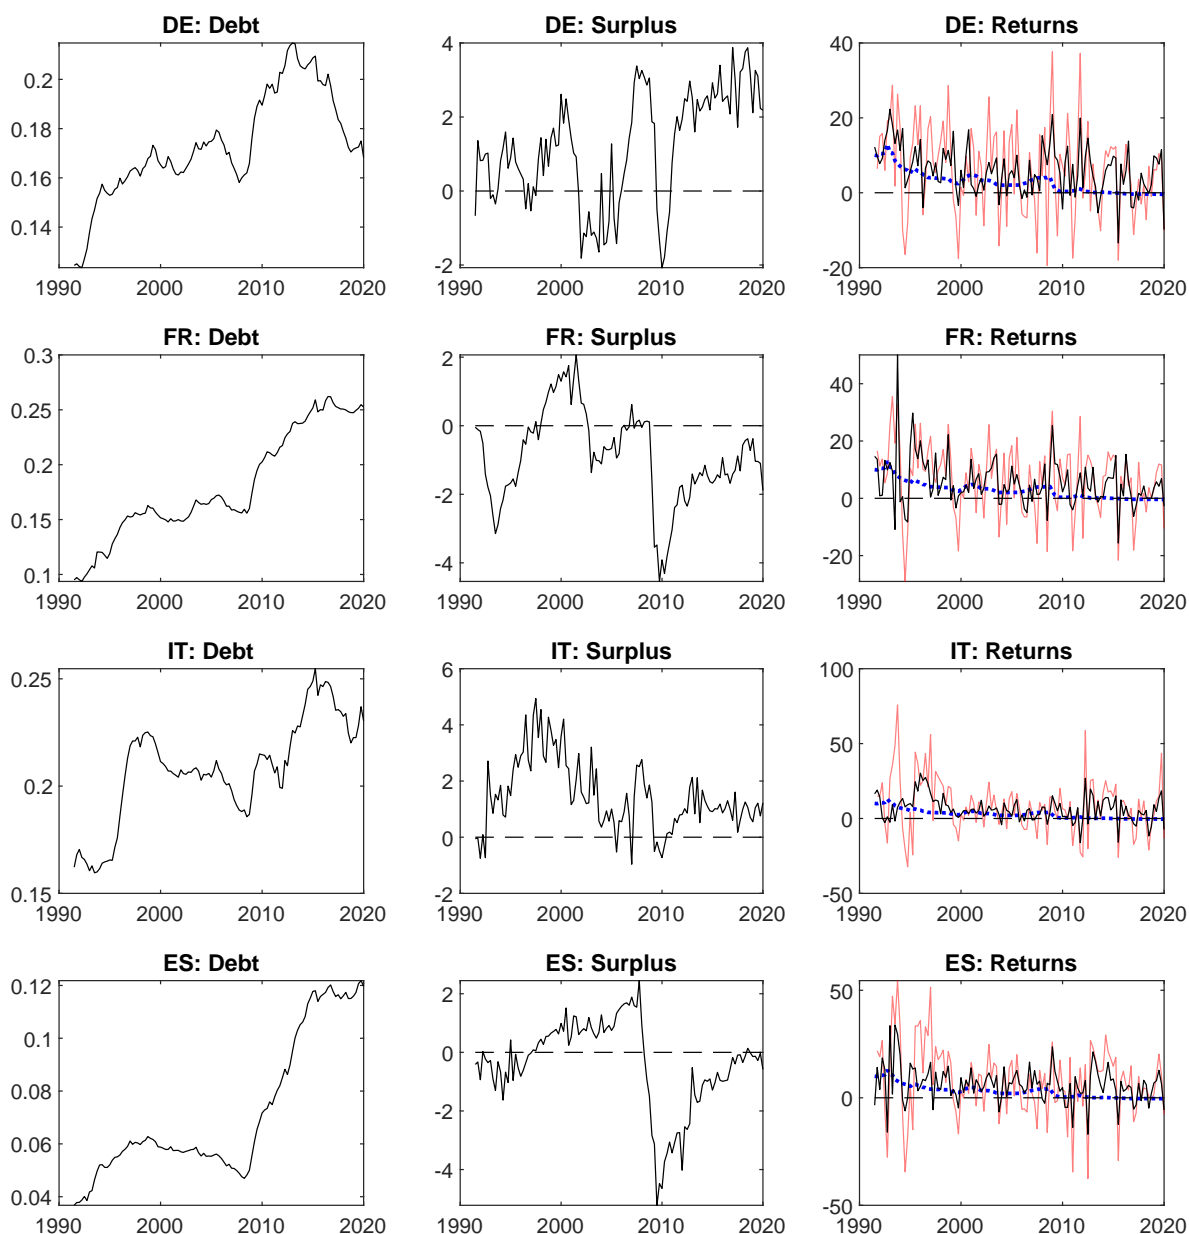 DE: Debt
0.2
0.18
0.16
0.14
1990 2000 2010 2020
DE: Surplus
4
2
0
-2
1990 2000 2010 2020
DE: Returns
40
20
0
-20
1990 2000 2010 2020
FR: Debt
0.3
0.25
0.2
0.15
0.1
1990 2000 2010 2020
FR: Surplus
2
0
-2
-4
1990 2000 2010 2020
FR: Returns
40
20
0
-20
1990 2000 2010 2020
IT: Debt
0.25
0.2
0.15
1990 2000 2010 2020
IT: Surplus
6
4
2
0
-2
1990 2000 2010 2020
IT: Returns
100
50
0
-50
1990 2000 2010 2020
ES: Debt
0.12
0.1
0.08
0.06
0.04
1990 2000 2010 2020
ES: Surplus
2
0
-2
-4
1990 2000 2010 2020
ES: Returns
50
0
-50
1990 2000 2010 2020